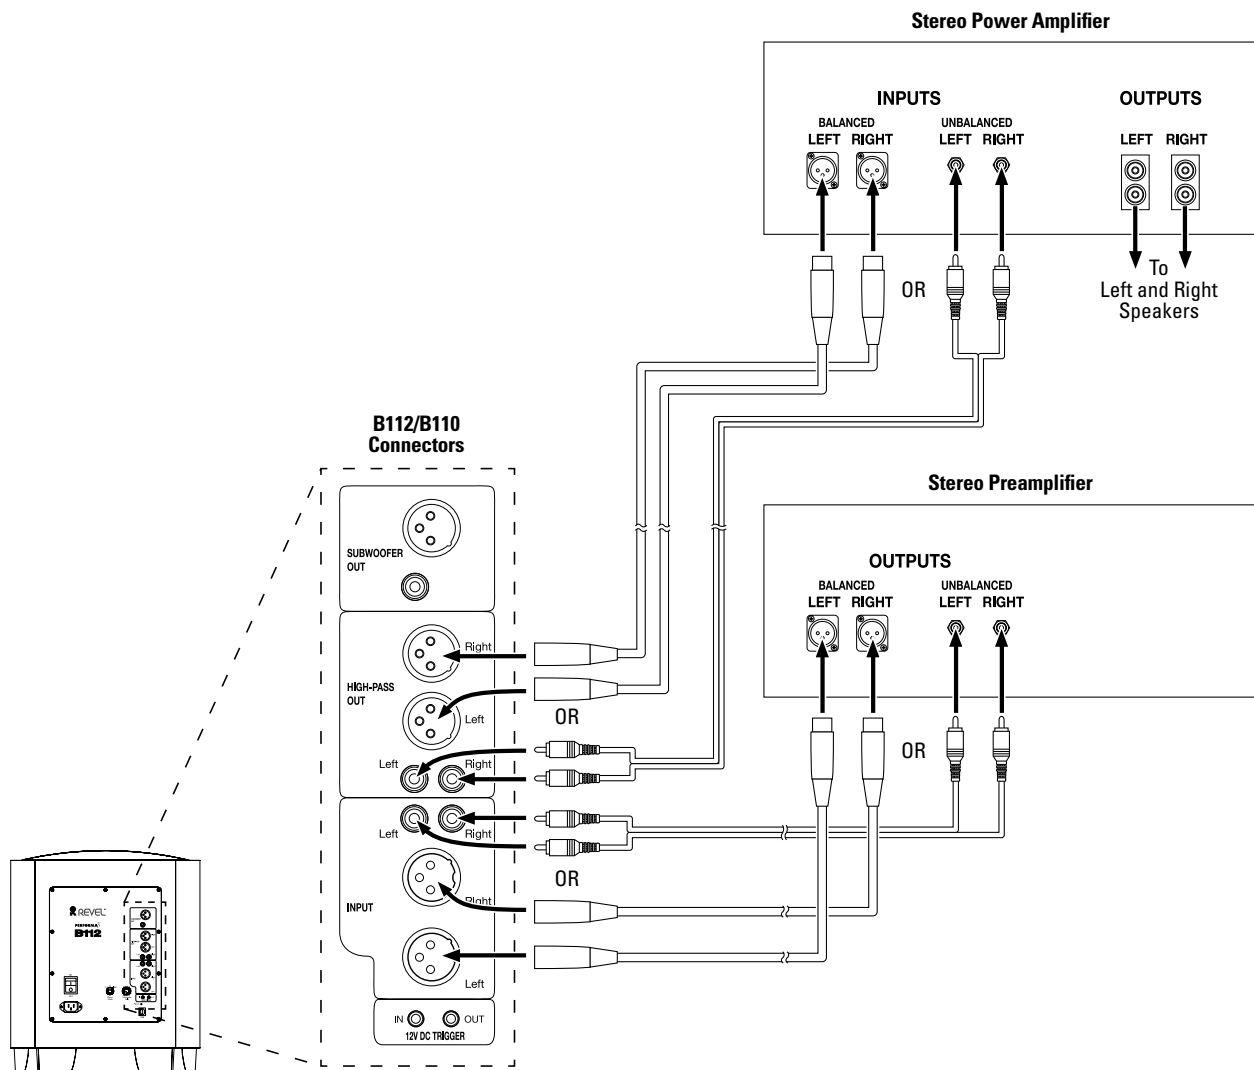 Stereo Power Amplifier
INPUTS
OUTPUTS
BALANCED
UNBALANCED
LEFT RIGHT
LEFT RIGHT
LEFT RIGHT
OR
To
Left and Right
Speakers
B112/B110
Connectors
Stereo Preamplifier
OUTPUTS
BALANCED
UNBALANCED
LEFT RIGHT
LEFT RIGHT
OR
SUBWOOFER
OUT
Right
HIGH-PASS
OUT
Left
OR
Left
Right
Left
Right
OR
Right
INPUT
Left
IN
OUT
12V DC TRIGGER
REVEL
PERFORMA
B112